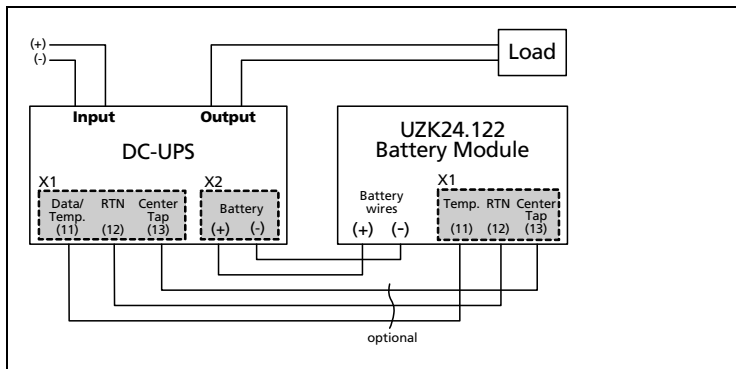 (+)
(-)
Load
Input
Output
DC-UPS
UZK24.122
Battery Module
X1
Data/
Temp.
(11)
RTN
(12)
Center
Tap
(13)
X2
Battery
(+) (-)
Battery
wires
(+) (-)
X1
Temp.
(11)
RTN
(12)
Center
Tap
(13)
optional